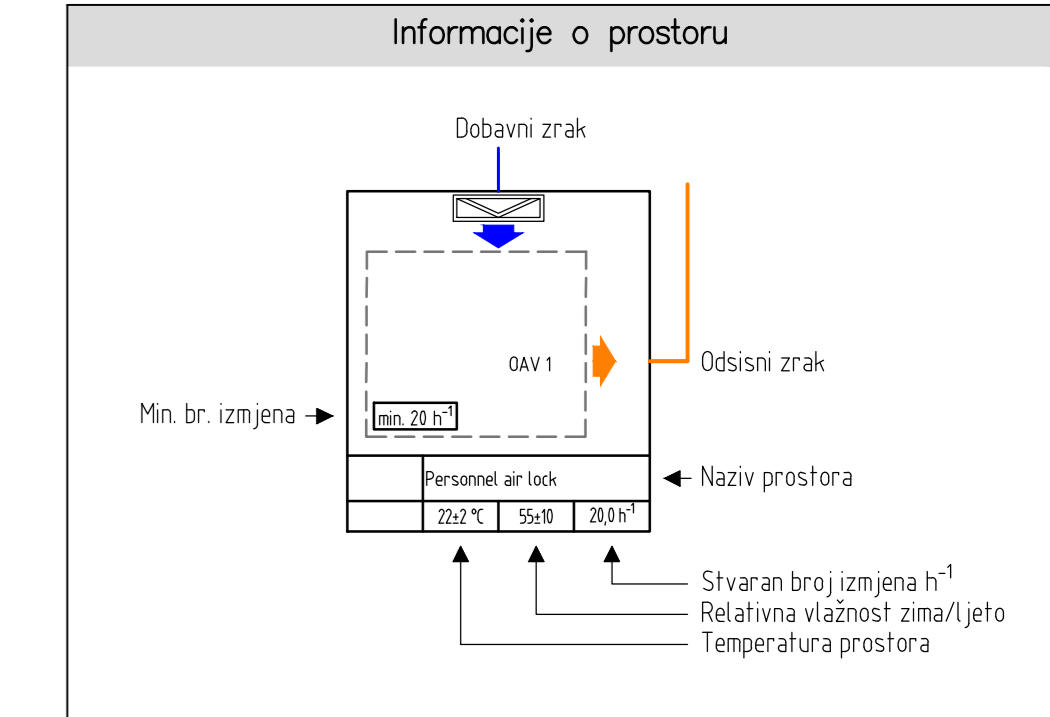 Informacije o prostoru
Dobavni zrak
OAV 1
Odsisni zrak
Min. br. izmjena
min. 20 h⁻¹
Personnel air lock
Naziv prostora
22±2 °C
55±10
20,0 h⁻¹
Stvaran broj izmjena h⁻¹
Relativna vlažnost zima/ljeto
Temperatura prostora